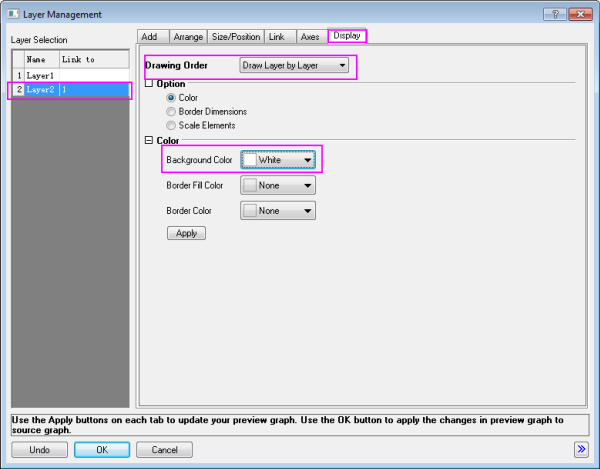 Layer Management
Layer Selection
Name Link to
1 Layer1
2 Layer2 1
Add Arrange Size/Position Link Axes Display
Drawing Order Draw Layer by Layer
Option
Color
Border Dimensions
Scale Elements
Color
Background Color White
Border Fill Color None
Border Color None
Apply
Use the Apply buttons on each tab to update your preview graph. Use the OK button to apply the changes in preview graph to
source graph.
Undo OK Cancel